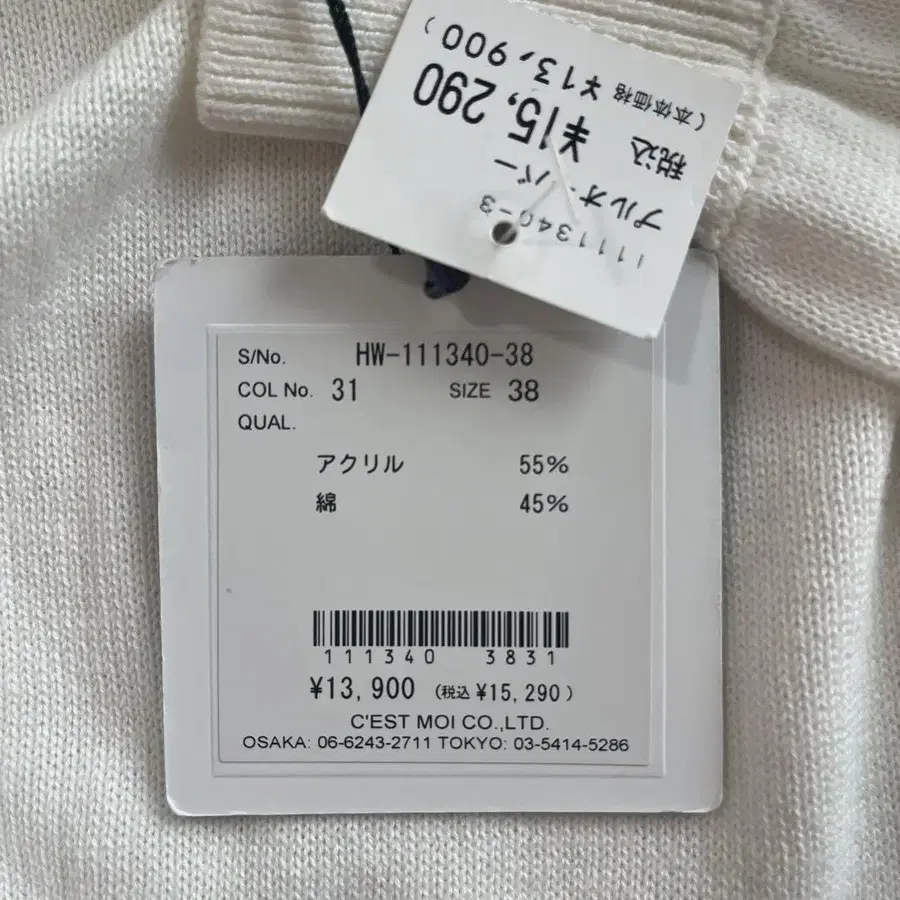 1111340-3
プルオーバー
税込 ¥15,290
(本体価格 ¥13,900)
S/No. HW-111340-38
COL No. 31 SIZE 38
QUAL.
アクリル 55%
綿 45%
111340 3831
¥13,900 (税込 ¥15,290)
C'EST MOI CO.,LTD.
OSAKA: 06-6243-2711 TOKYO: 03-5414-5286